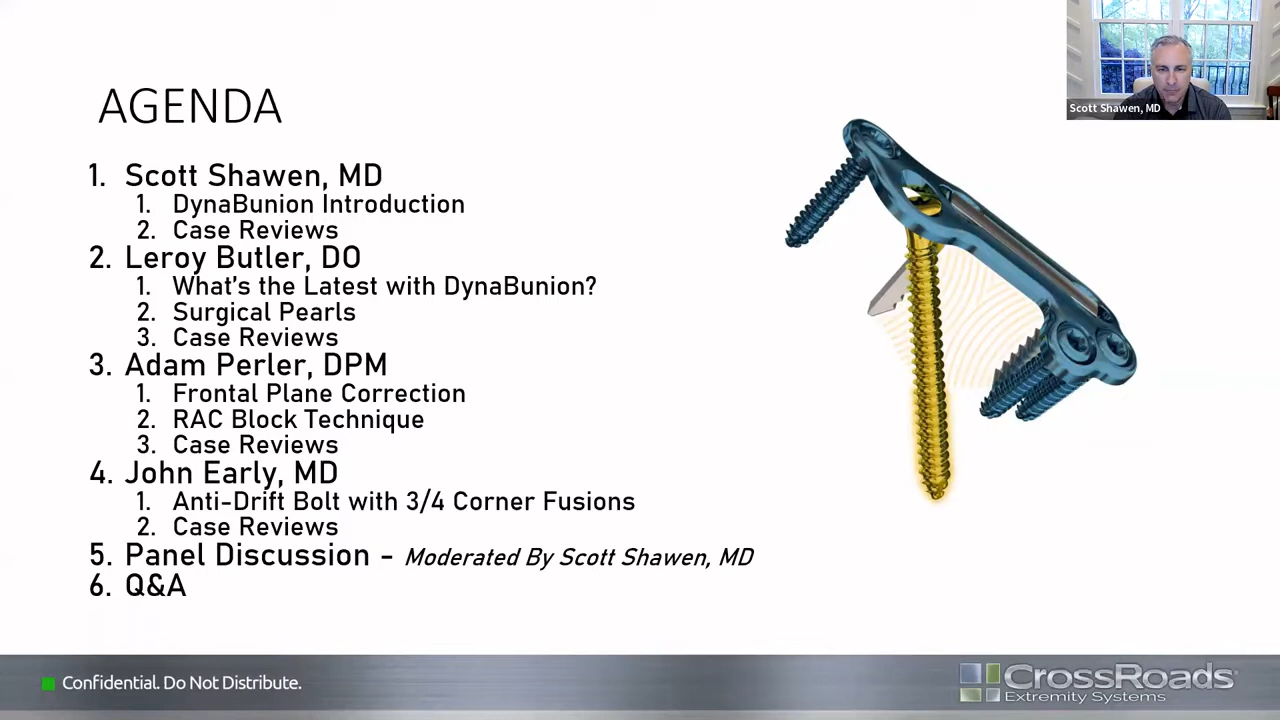 Scott Shawen, MD
AGENDA
1. Scott Shawen, MD
1. DynaBunion Introduction
2. Case Reviews
2. Leroy Butler, DO
1. What's the Latest with DynaBunion?
2. Surgical Pearls
3. Case Reviews
3. Adam Perler, DPM
1. Frontal Plane Correction
2. RAC Block Technique
3. Case Reviews
4. John Early, MD
1. Anti-Drift Bolt with 3/4 Corner Fusions
2. Case Reviews
5. Panel Discussion - Moderated By Scott Shawen, MD
6. Q&A
Confidential. Do Not Distribute.
CrossRoads
Extremity Systems